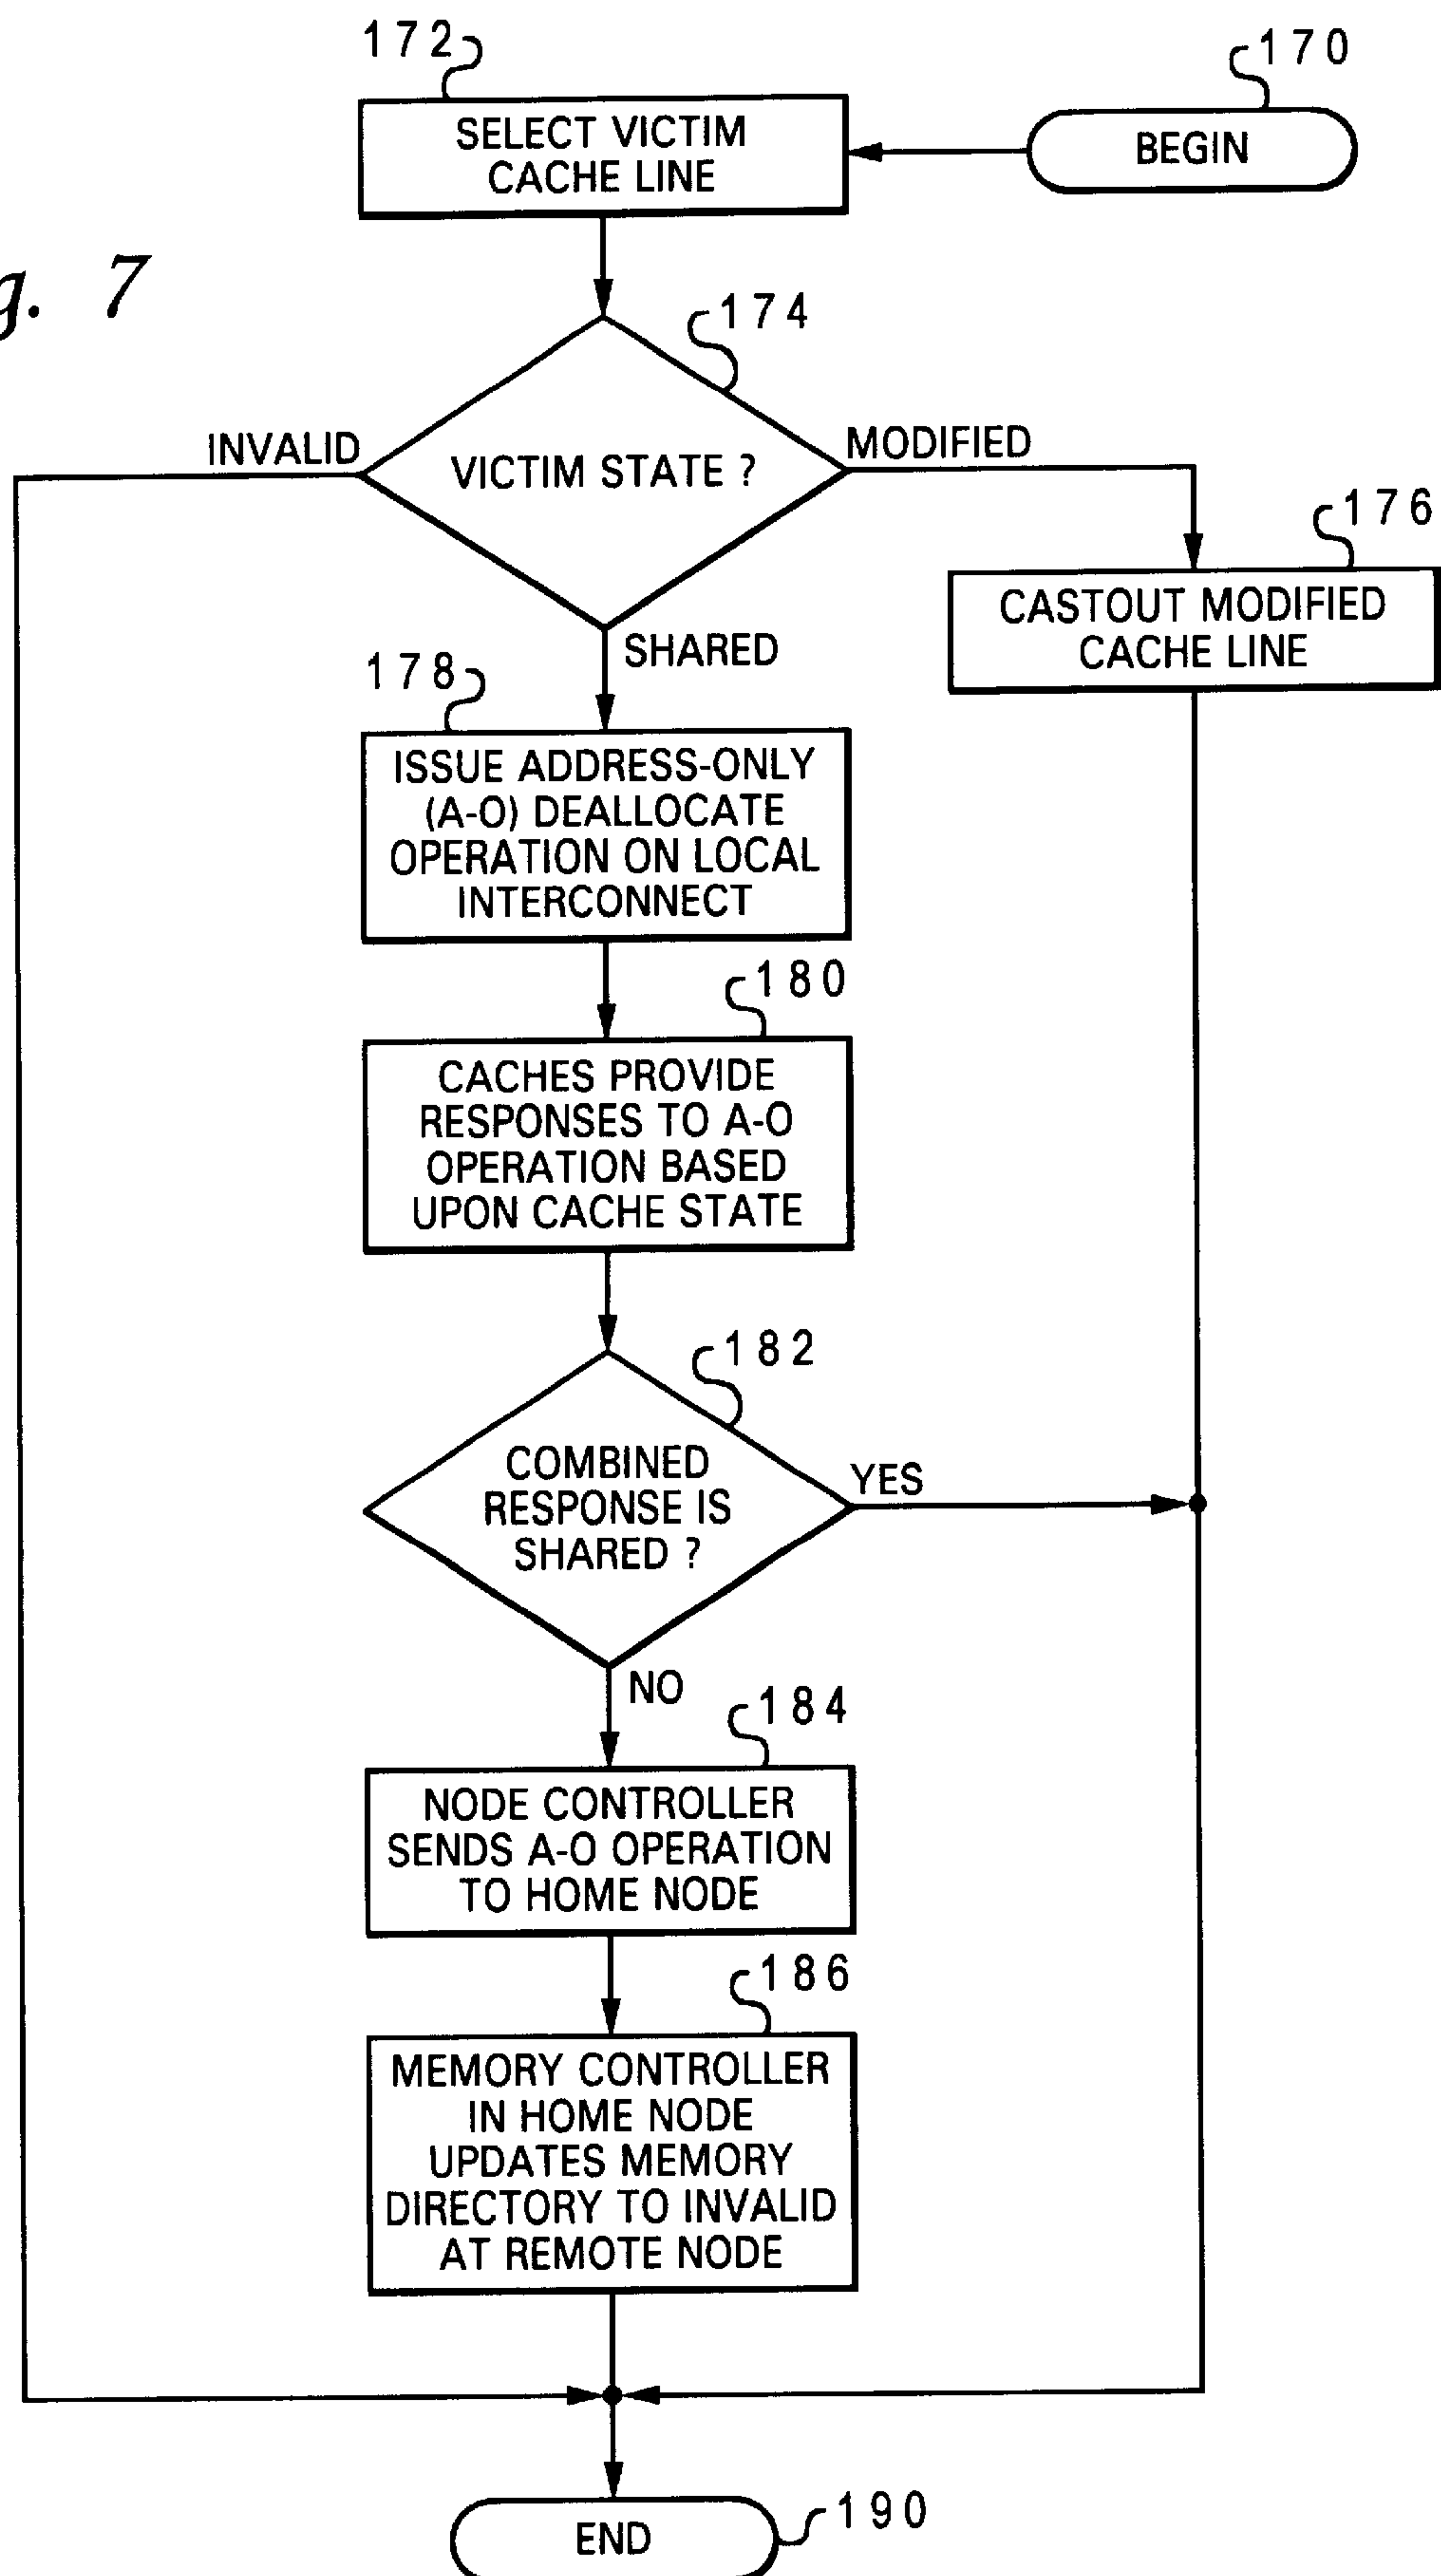 172
170
SELECT VICTIM
CACHE LINE
BEGIN
g. 7
174
INVALID
VICTIM STATE ?
MODIFIED
176
CASTOUT MODIFIED
CACHE LINE
SHARED
178
ISSUE ADDRESS-ONLY
(A-O) DEALLOCATE
OPERATION ON LOCAL
INTERCONNECT
180
CACHES PROVIDE
RESPONSES TO A-O
OPERATION BASED
UPON CACHE STATE
182
COMBINED
RESPONSE IS
SHARED ?
YES
NO
184
NODE CONTROLLER
SENDS A-O OPERATION
TO HOME NODE
186
MEMORY CONTROLLER
IN HOME NODE
UPDATES MEMORY
DIRECTORY TO INVALID
AT REMOTE NODE
END
190